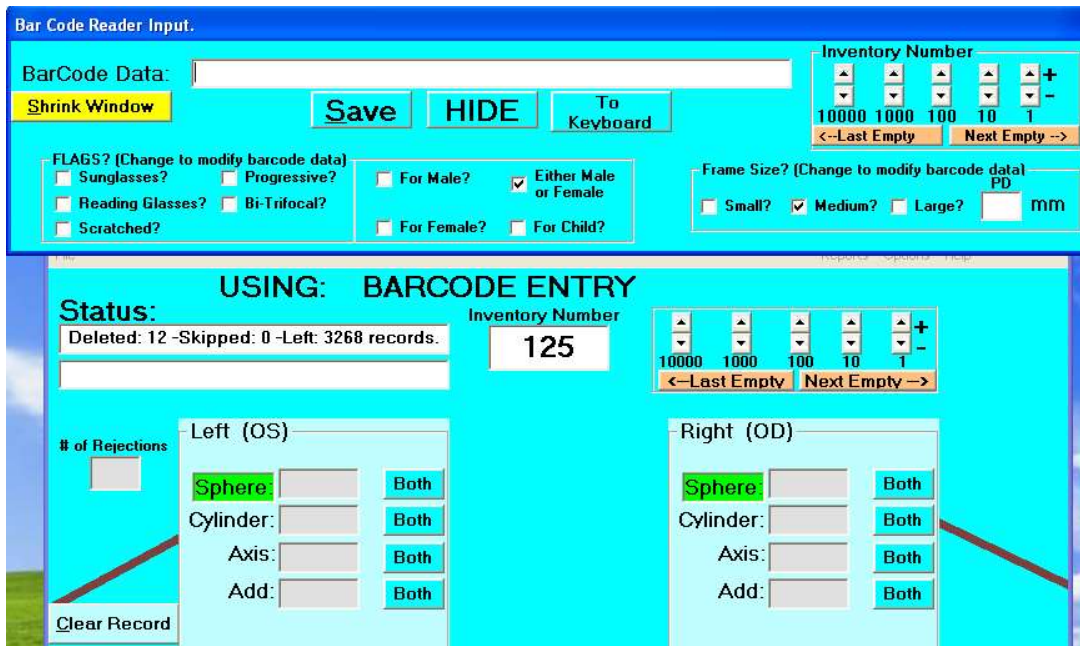 Bar Code Reader Input.
Inventory Number
BarCode Data:
+
-
Shrink Window
Save
HIDE
To Keyboard
10000 1000 100 10 1
<--Last Empty
Next Empty -->
FLAGS? (Change to modify barcode data)
Sunglasses?
Progressive?
Reading Glasses?
Bi-Trifocal?
Scratched?
For Male?
Either Male or Female
For Female?
For Child?
Frame Size? (Change to modify barcode data)
PD
Small?
Medium?
Large?
mm
File
Reports Options Help
USING: BARCODE ENTRY
Status:
Deleted: 12 -Skipped: 0 -Left: 3268 records.
Inventory Number
125
+
-
10000 1000 100 10 1
<--Last Empty
Next Empty -->
# of Rejections
Left (OS)
Sphere:
Both
Cylinder:
Both
Axis:
Both
Add:
Both
Right (OD)
Sphere:
Both
Cylinder:
Both
Axis:
Both
Add:
Both
Clear Record